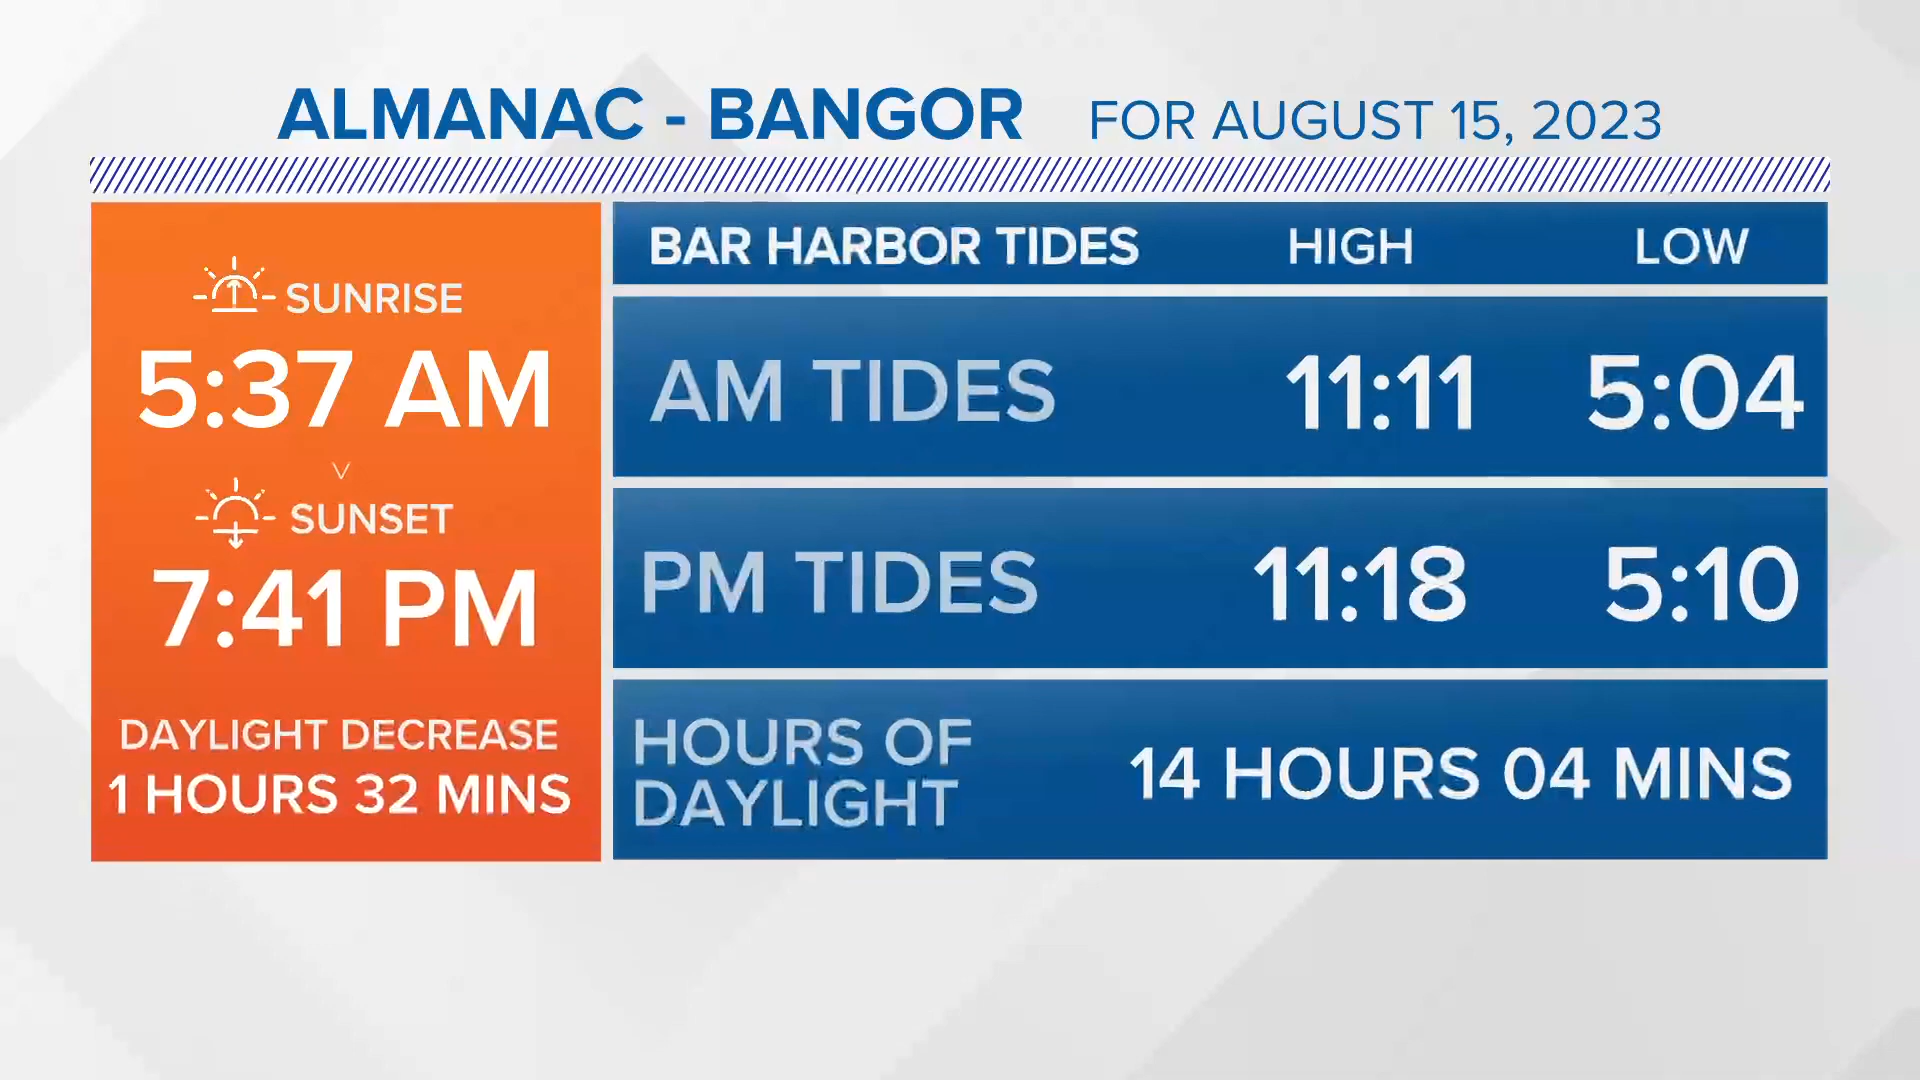 ALMANAC - BANGOR FOR AUGUST 15, 2023
SUNRISE
5:37 AM
SUNSET
7:41 PM
DAYLIGHT DECREASE
1 HOURS 32 MINS
BAR HARBOR TIDES HIGH LOW
AM TIDES 11:11 5:04
PM TIDES 11:18 5:10
HOURS OF
DAYLIGHT
14 HOURS 04 MINS